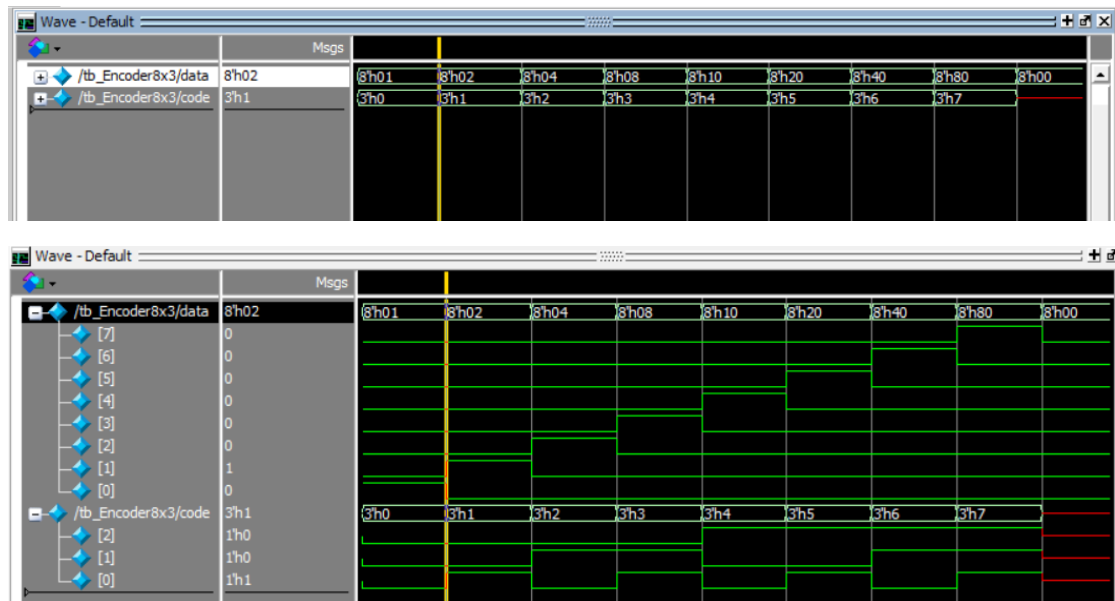 Wave - Default
Msgs
/tb_Encoder8x3/data 8'h02 8'h01 8'h02 8'h04 8'h08 8'h10 8'h20 8'h40 8'h80 8'h00
/tb_Encoder8x3/code 3'h1 3'h0 3'h1 3'h2 3'h3 3'h4 3'h5 3'h6 3'h7
Wave - Default
Msgs
/tb_Encoder8x3/data 8'h02 8'h01 8'h02 8'h04 8'h08 8'h10 8'h20 8'h40 8'h80 8'h00
[7] 0
[6] 0
[5] 0
[4] 0
[3] 0
[2] 0
[1] 1
[0] 0
/tb_Encoder8x3/code 3'h1 3'h0 3'h1 3'h2 3'h3 3'h4 3'h5 3'h6 3'h7
[2] 1'h0
[1] 1'h0
[0] 1'h1